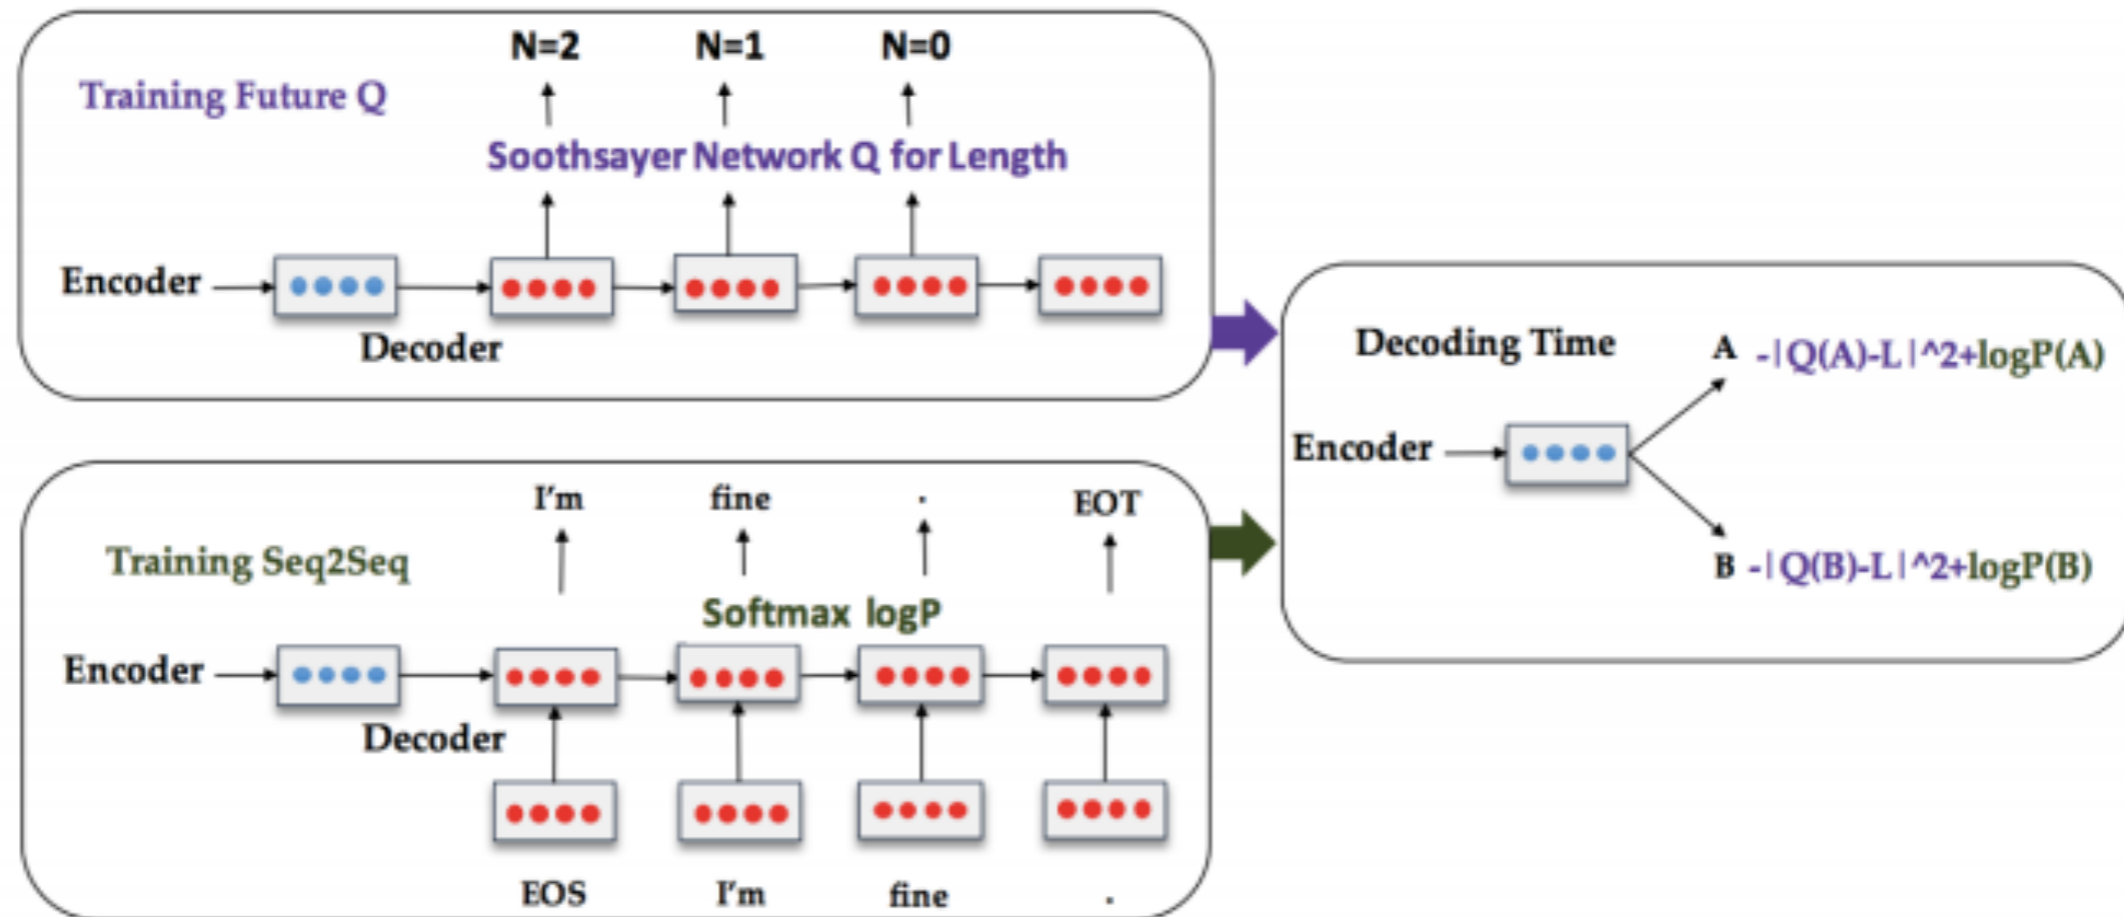 N=2 N=1 N=0
Training Future Q
Soothsayer Network Q for Length
Encoder
Decoder
I'm fine . EOT
Training Seq2Seq
Softmax logP
Encoder
Decoder
EOS I'm fine .
Decoding Time
A -|Q(A)-L|^2+logP(A)
Encoder
B -|Q(B)-L|^2+logP(B)